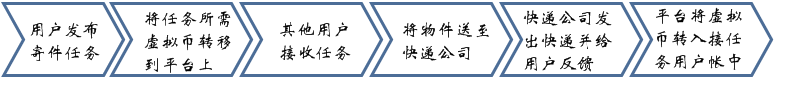 用户发布
寄件任务
将任务所需
虚拟币转移
到平台上
其他用户
接收任务
将物件送至
快递公司
快递公司发
出快递并给
用户反馈
平台将虚拟
币转入接任
务用户帐中